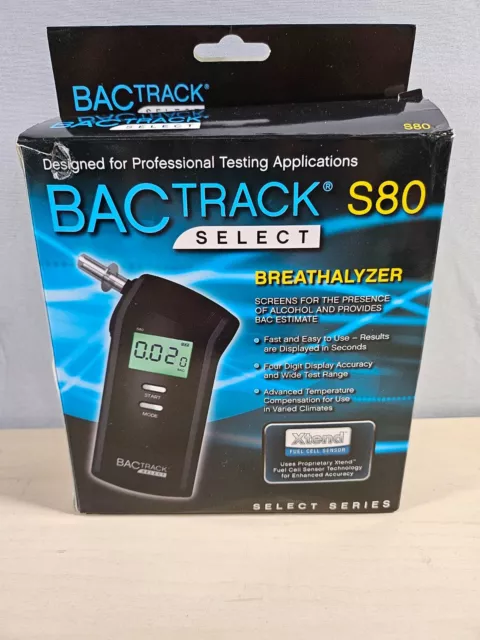 BACTRACK®
SELECT
BACTRACK
SELECT
S80
Designed for Professional Testing Applications
BACTRACK® S80
SELECT
BREATHALYZER
SCREENS FOR THE PRESENCE
OF ALCOHOL AND PROVIDES
BAC ESTIMATE
• Fast and Easy to Use – Results
are Displayed in Seconds
• Four Digit Display Accuracy
and Wide Test Range
• Advanced Temperature
Compensation for Use
in Varied Climates
0.020
START
MODE
BACTRACK
SELECT
Xtend®
FUEL CELL SENSOR
Uses Proprietary Xtend™
Fuel Cell Sensor Technology
for Enhanced Accuracy
SELECT SERIES